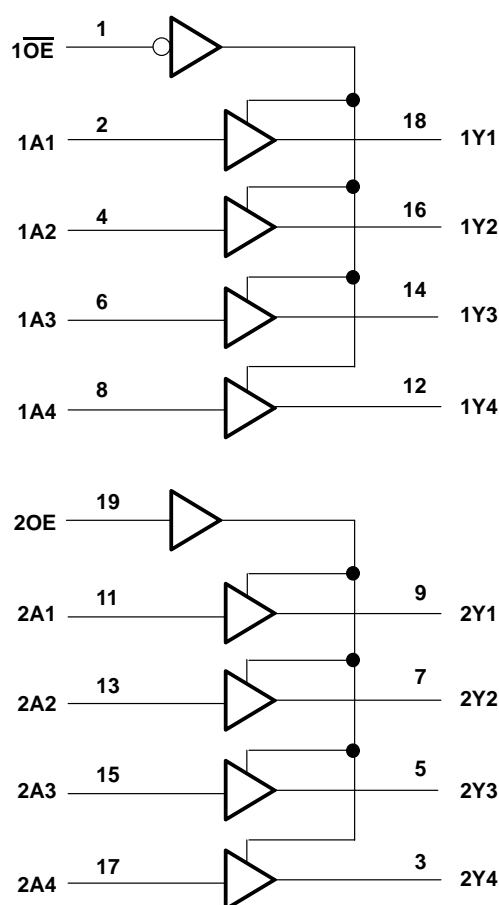 1O̅E̅ 1
1A1 2 18 1Y1
1A2 4 16 1Y2
1A3 6 14 1Y3
1A4 8 12 1Y4
2OE 19
2A1 11 9 2Y1
2A2 13 7 2Y2
2A3 15 5 2Y3
2A4 17 3 2Y4